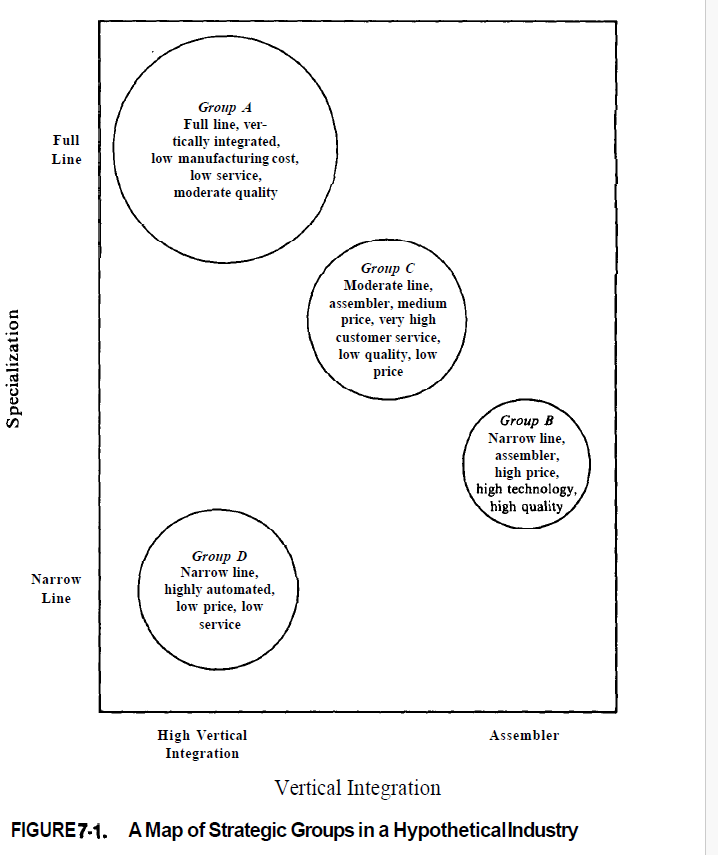 Group A
Full line, ver-
tically integrated,
low manufacturing cost,
low service,
moderate quality
Full
Line
Group C
Moderate line,
assembler, medium
price, very high
customer service,
low quality, low
price
Specialization
Group B
Narrow line,
assembler,
high price,
high technology,
high quality
Group D
Narrow line,
highly automated,
low price, low
service
Narrow
Line
High Vertical
Integration
Assembler
Vertical Integration
FIGURE 7-1. A Map of Strategic Groups in a Hypothetical Industry